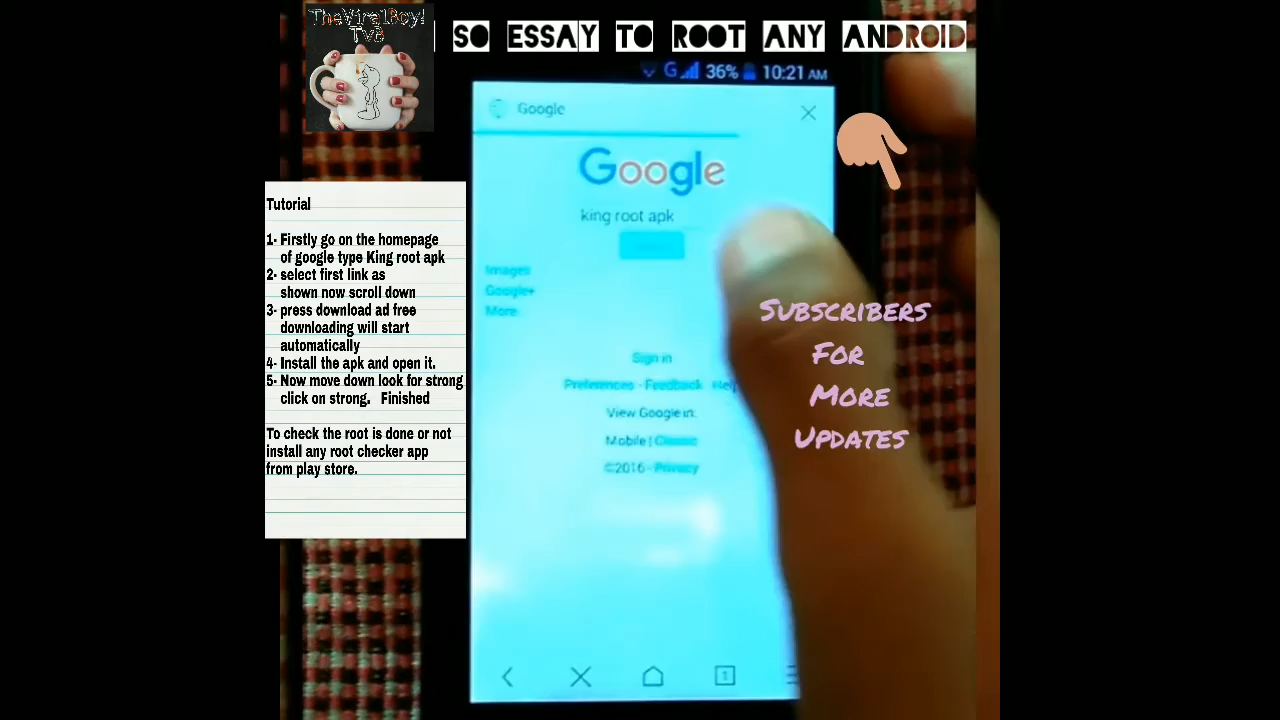 TheViralBoy!
Tv8
SO ESSAY TO ROOT ANY ANDROID
G 36% 10:21 AM
Google
Google
king root apk
Images
Google+
More
Sign in
Preferences - Feedback Help
View Google in:
Mobile | Classic
©2016 - Privacy
1
Tutorial
1- Firstly go on the homepage
of google type King root apk
2- select first link as
shown now scroll down
3- press download ad free
downloading will start
automatically
4- Install the apk and open it.
5- Now move down look for strong
click on strong. Finished
To check the root is done or not
install any root checker app
from play store.
SUBSCRIBERS
FOR
MORE
UPDATES